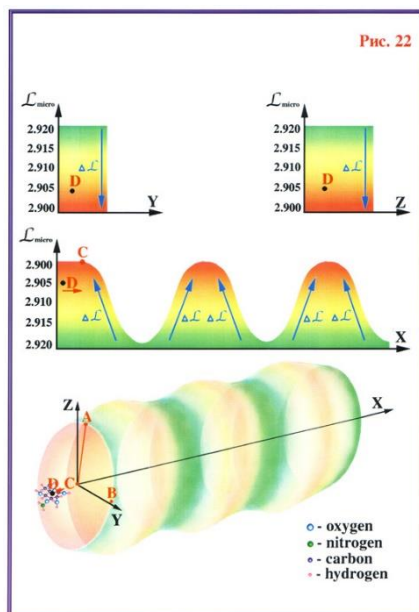 Рис. 22
ℒmicro
2.920
2.915
2.910
2.905
2.900
D
Δℒ
Y
ℒmicro
2.920
2.915
2.910
2.905
2.900
D
Δℒ
Z
ℒmicro
2.900
2.905
2.910
2.915
2.920
C
D
Δℒ
Δℒ Δℒ
Δℒ Δℒ
X
Z
A
X
D
C
B
Y
- oxygen
- nitrogen
- carbon
- hydrogen